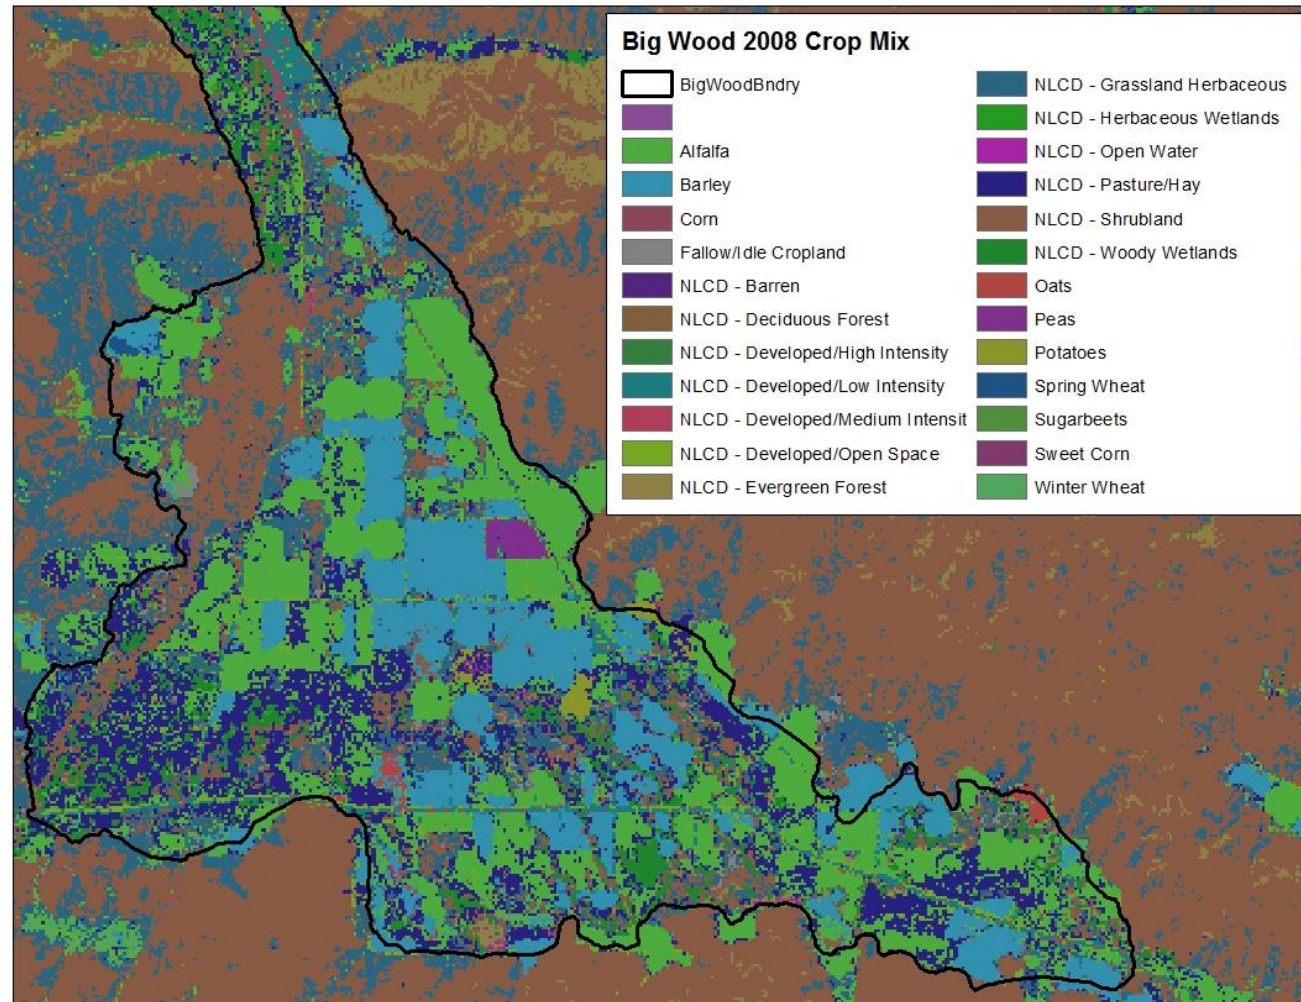 Big Wood 2008 Crop Mix
BigWoodBndry
Alfalfa
Barley
Corn
Fallow/Idle Cropland
NLCD - Barren
NLCD - Deciduous Forest
NLCD - Developed/High Intensity
NLCD - Developed/Low Intensity
NLCD - Developed/Medium Intensit
NLCD - Developed/Open Space
NLCD - Evergreen Forest
NLCD - Grassland Herbaceous
NLCD - Herbaceous Wetlands
NLCD - Open Water
NLCD - Pasture/Hay
NLCD - Shrubland
NLCD - Woody Wetlands
Oats
Peas
Potatoes
Spring Wheat
Sugarbeets
Sweet Corn
Winter Wheat